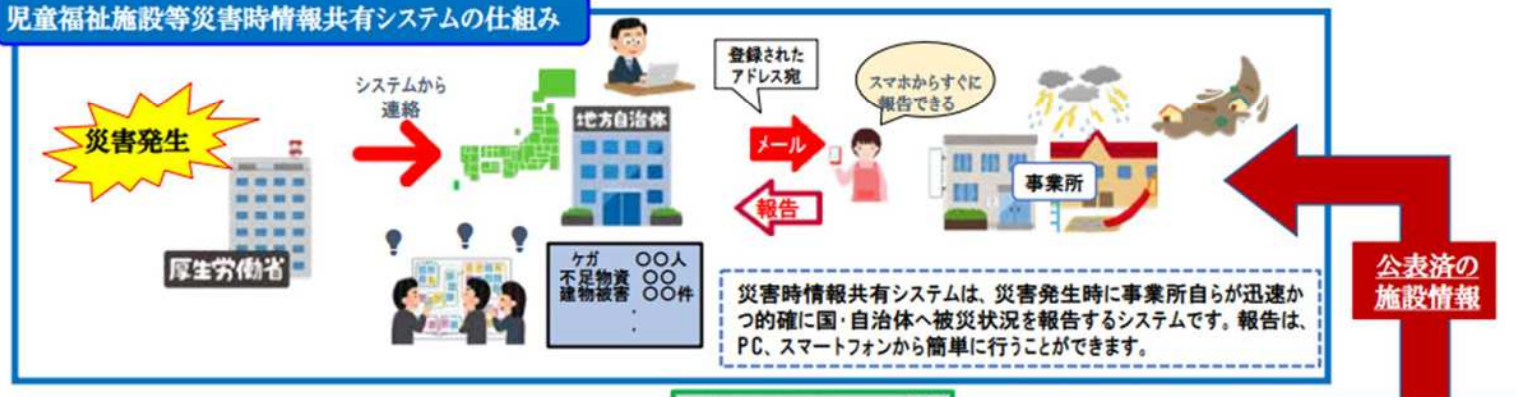 児童福祉施設等災害時情報共有システムの仕組み
災害発生
厚生労働省
システムから
連絡
地方自治体
登録された
アドレス宛
メール
報告
スマホからすぐに
報告できる
事業所
ケガ 〇〇人
不足物資 〇〇
建物被害 〇〇件
・
・
災害時情報共有システムは、災害発生時に事業所自らが迅速か
つ的確に国・自治体へ被災状況を報告するシステムです。報告は、
PC、スマートフォンから簡単に行うことができます。
公表済の
施設情報